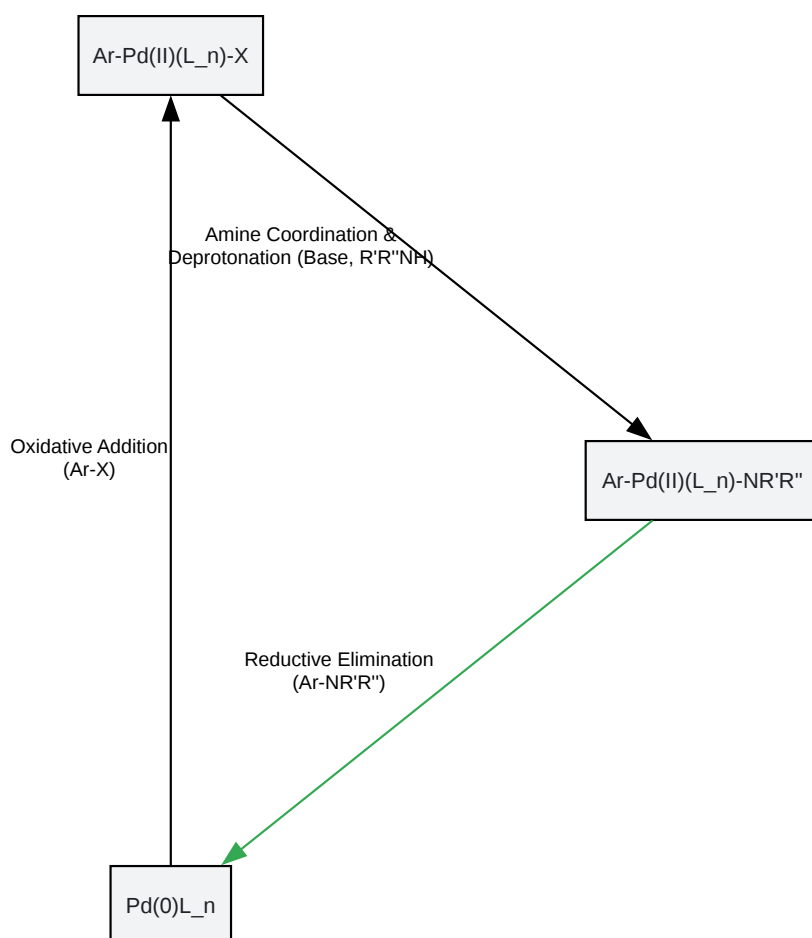 Ar-Pd(II)(L_n)-X
Amine Coordination &
Deprotonation (Base, R'R''NH)
Oxidative Addition
(Ar-X)
Ar-Pd(II)(L_n)-NR'R''
Reductive Elimination
(Ar-NR'R'')
Pd(0)L_n